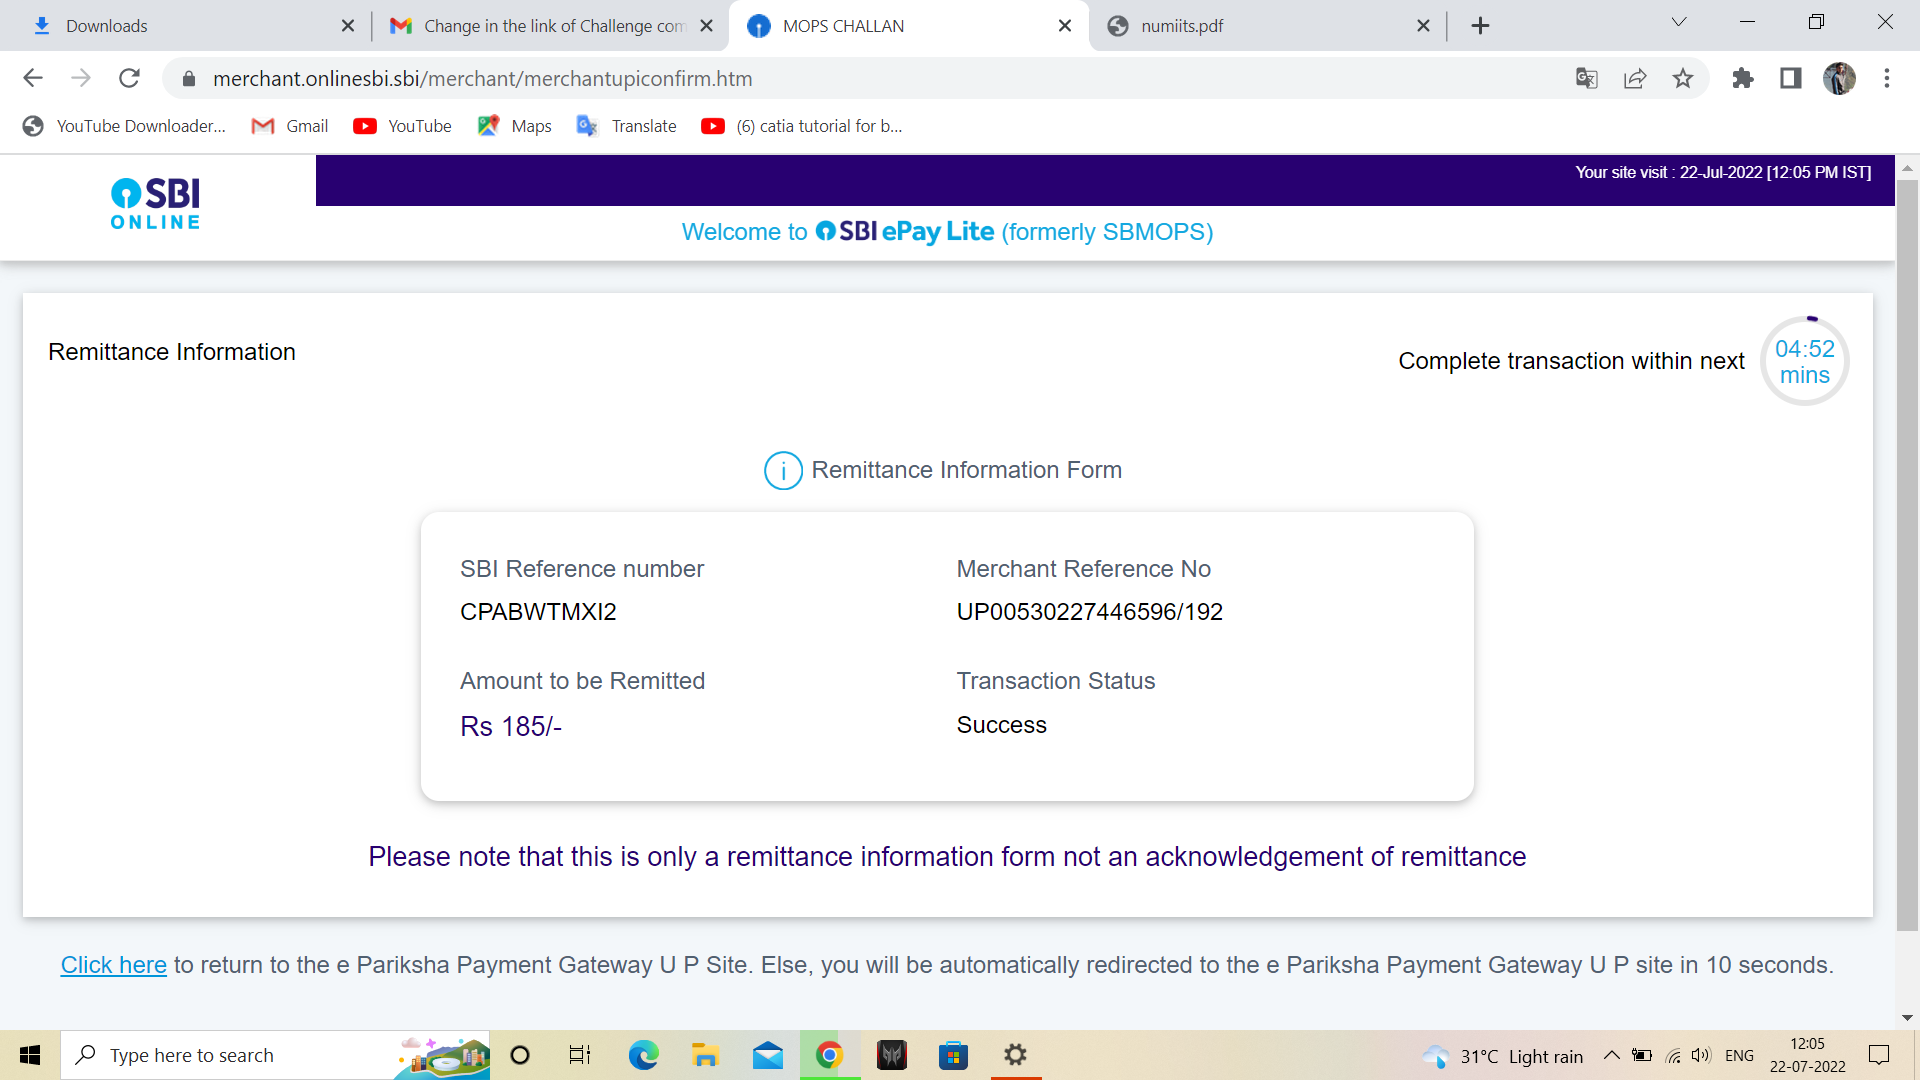 Downloads
Change in the link of Challenge com
MOPS CHALLAN
numiits.pdf
merchant.onlinesbi.sbi/merchant/merchantupiconfirm.htm
YouTube Downloader...
Gmail
YouTube
Maps
Translate
(6) catia tutorial for b...
SBI
ONLINE
Your site visit : 22-Jul-2022 [12:05 PM IST]
Welcome to SBI ePay Lite (formerly SBMOPS)
Remittance Information
Complete transaction within next
04:52
mins
i Remittance Information Form
SBI Reference number
CPABWTMXI2
Merchant Reference No
UP00530227446596/192
Amount to be Remitted
Rs 185/-
Transaction Status
Success
Please note that this is only a remittance information form not an acknowledgement of remittance
Click here to return to the e Pariksha Payment Gateway U P Site. Else, you will be automatically redirected to the e Pariksha Payment Gateway U P site in 10 seconds.
Type here to search
31°C Light rain
ENG
12:05
22-07-2022